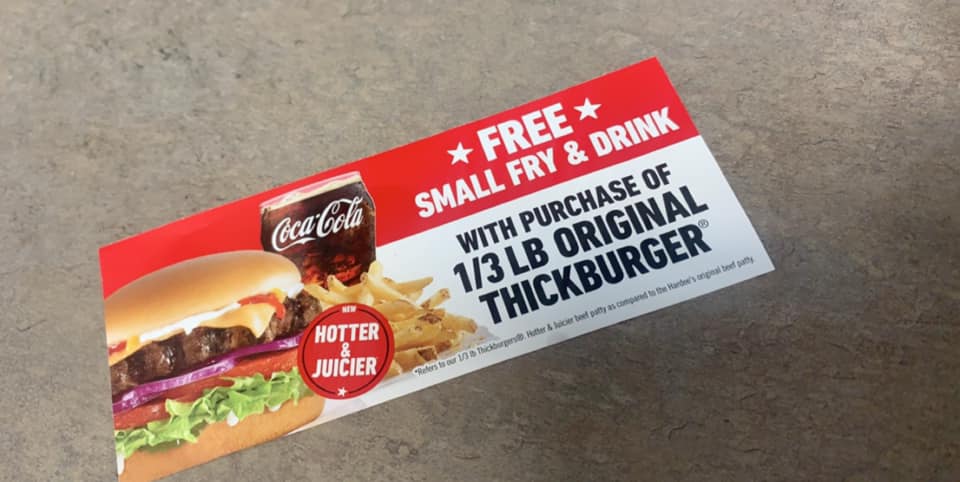 ★ FREE ★
SMALL FRY & DRINK
WITH PURCHASE OF
1/3 LB ORIGINAL
THICKBURGER®
Coca-Cola
NEW
HOTTER
&
JUICIER
*Refers to our 1/3 lb Thickburgers®. Hotter & Juicier beef patty as compared to the Hardee's original beef patty.